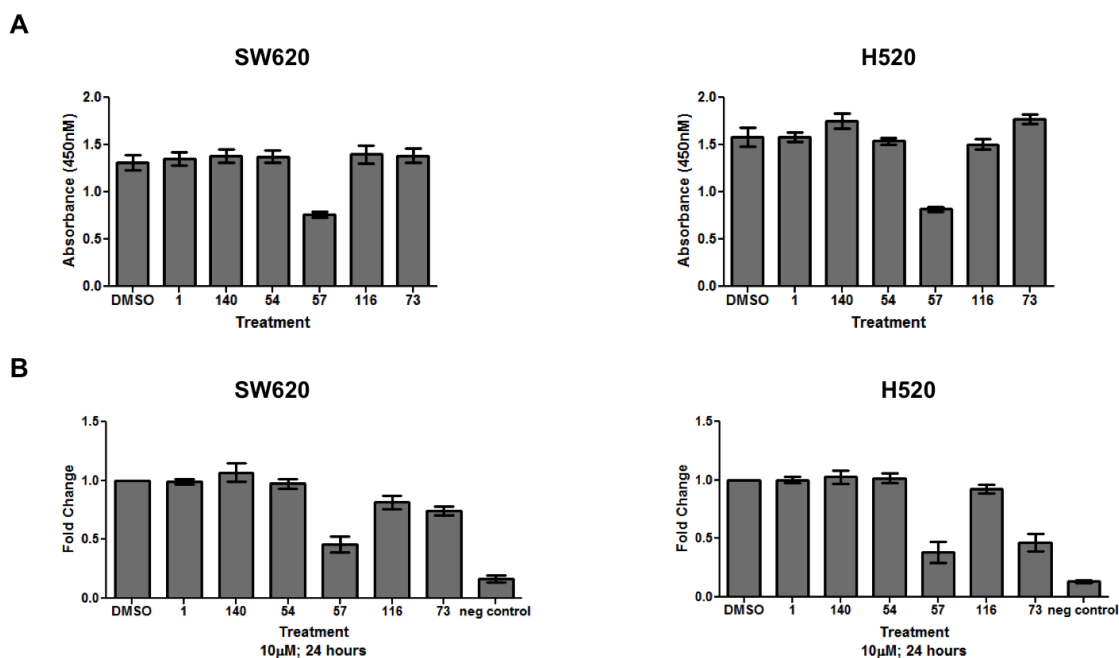 A
SW620
Absorbance (450nM)
2.0
1.5
1.0
0.5
0.0
DMSO 1 140 54 57 116 73
Treatment
H520
Absorbance (450nM)
2.0
1.5
1.0
0.5
0.0
DMSO 1 140 54 57 116 73
Treatment
B
SW620
Fold Change
1.5
1.0
0.5
0.0
DMSO 1 140 54 57 116 73 neg control
Treatment
10µM; 24 hours
H520
Fold Change
1.5
1.0
0.5
0.0
DMSO 1 140 54 57 116 73 neg control
Treatment
10µM; 24 hours